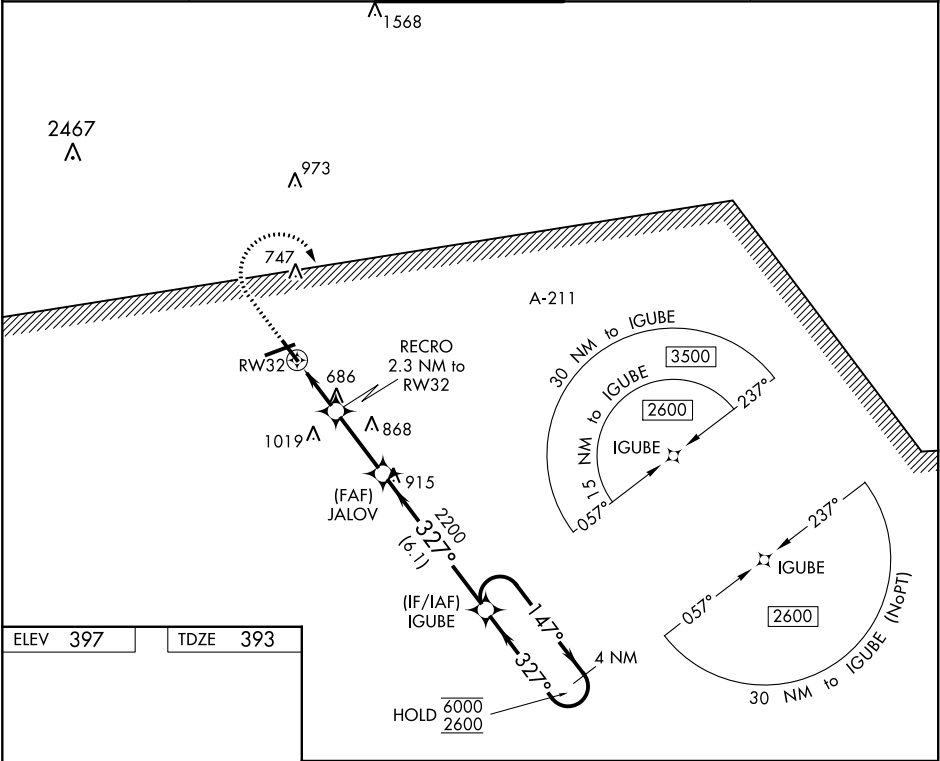 1568
2467
973
747
A-211
RW32
RECRO
2.3 NM to
RW32
686
1019
868
915
(FAF)
JALOV
2200
327°
(6.1)
(IF/IAF)
IGUBE
147°
327°
4 NM
HOLD 6000
2600
30 NM to IGUBE
3500
15 NM to IGUBE
2600
237°
IGUBE
057°
237°
IGUBE
057°
2600
30 NM to IGUBE (NoPT)
ELEV 397
TDZE 393